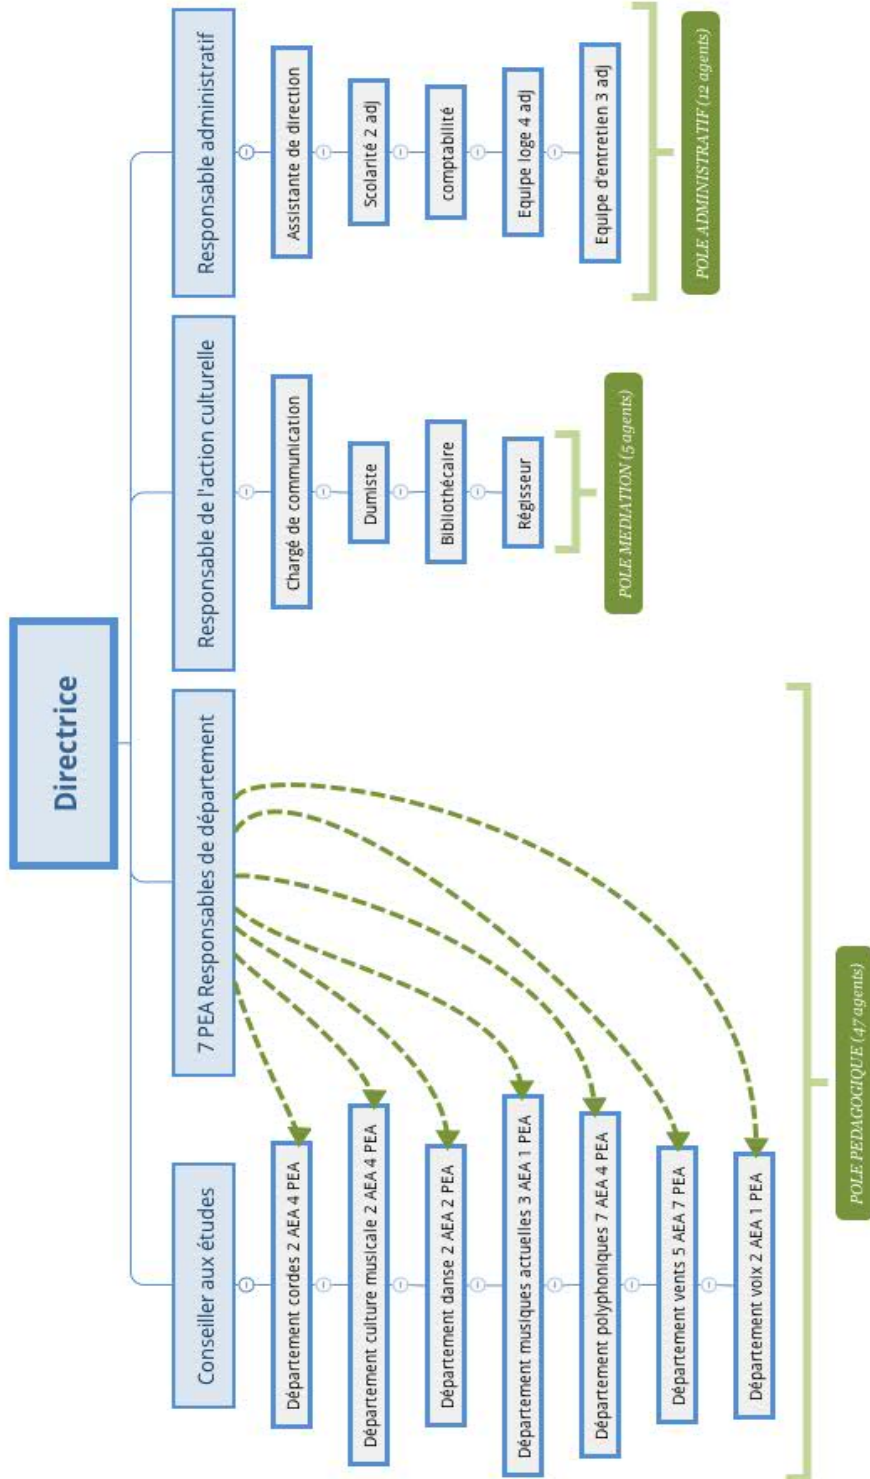 Directrice
Conseiller aux études
7 PEA Responsables de département
Responsable de l'action culturelle
Responsable administratif
Département cordes 2 AEA 4 PEA
Département culture musicale 2 AEA 4 PEA
Département danse 2 AEA 2 PEA
Département musiques actuelles 3 AEA 1 PEA
Département polyphoniques 7 AEA 4 PEA
Département vents 5 AEA 7 PEA
Département voix 2 AEA 1 PEA
POLE PEDAGOGIQUE (47 agents)
Chargé de communication
Dumiste
Bibliothécaire
Régisseur
POLE MEDIATION (5 agents)
Assistante de direction
Scolarité 2 adj
comptabilité
Equipe loge 4 adj
Equipe d'entretien 3 adj
POLE ADMINISTRATIF (12 agents)